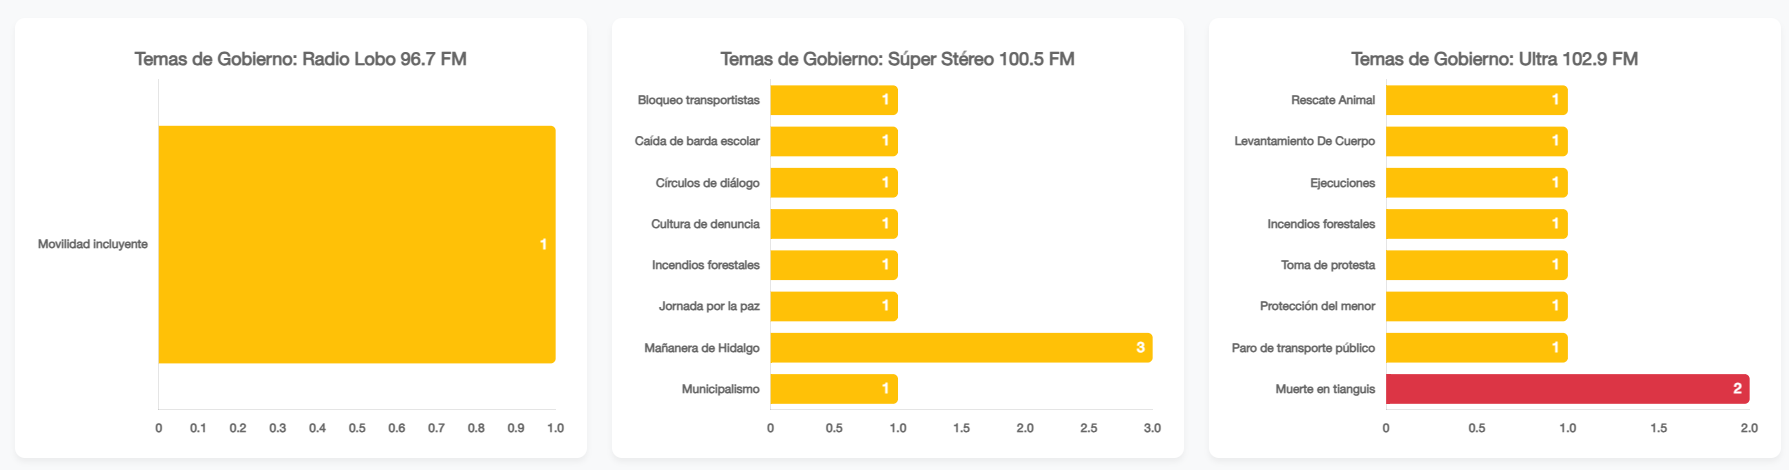 Temas de Gobierno: Radio Lobo 96.7 FM
Movilidad incluyente
1
0 0.1 0.2 0.3 0.4 0.5 0.6 0.7 0.8 0.9 1.0
Temas de Gobierno: Súper Stéreo 100.5 FM
Bloqueo transportistas 1
Caída de barda escolar 1
Círculos de diálogo 1
Cultura de denuncia 1
Incendios forestales 1
Jornada por la paz 1
Mañanera de Hidalgo 3
Municipalismo 1
0 0.5 1.0 1.5 2.0 2.5 3.0
Temas de Gobierno: Ultra 102.9 FM
Rescate Animal 1
Levantamiento De Cuerpo 1
Ejecuciones 1
Incendios forestales 1
Toma de protesta 1
Protección del menor 1
Paro de transporte público 1
Muerte en tianguis 2
0 0.5 1.0 1.5 2.0